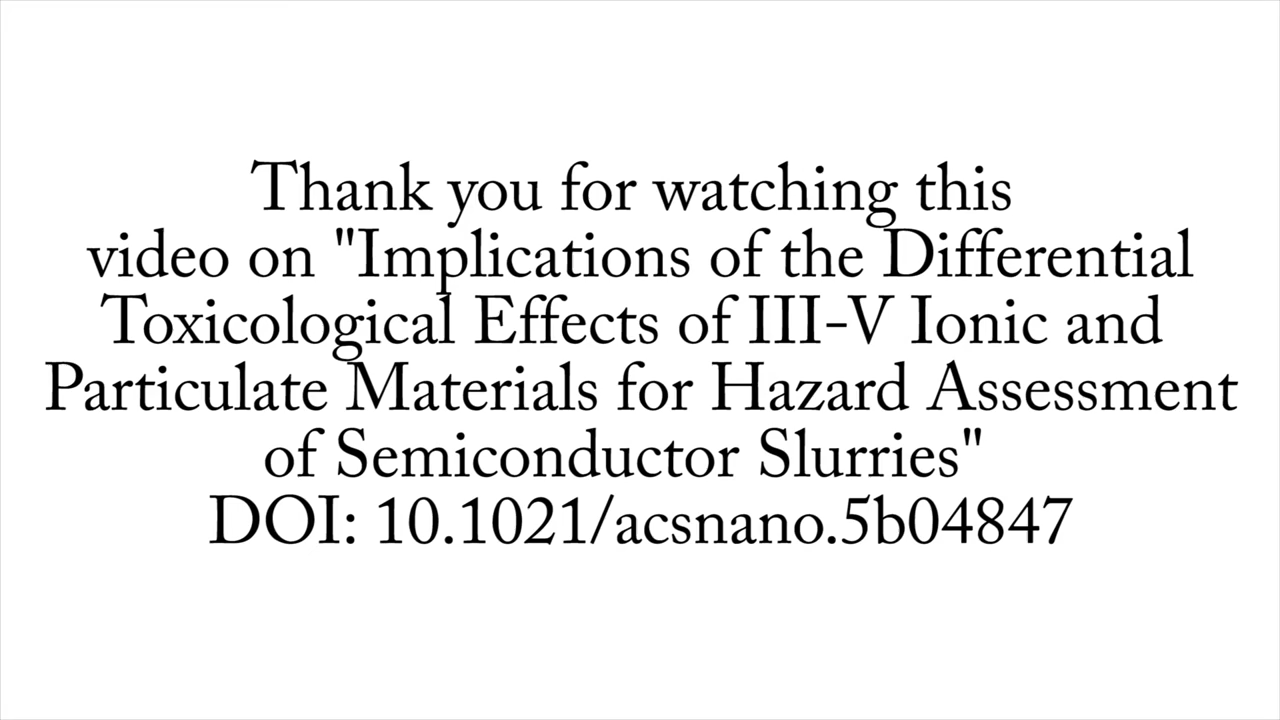 Thank you for watching this
video on "Implications of the Differential
Toxicological Effects of III-V Ionic and
Particulate Materials for Hazard Assessment
of Semiconductor Slurries"
DOI: 10.1021/acsnano.5b04847